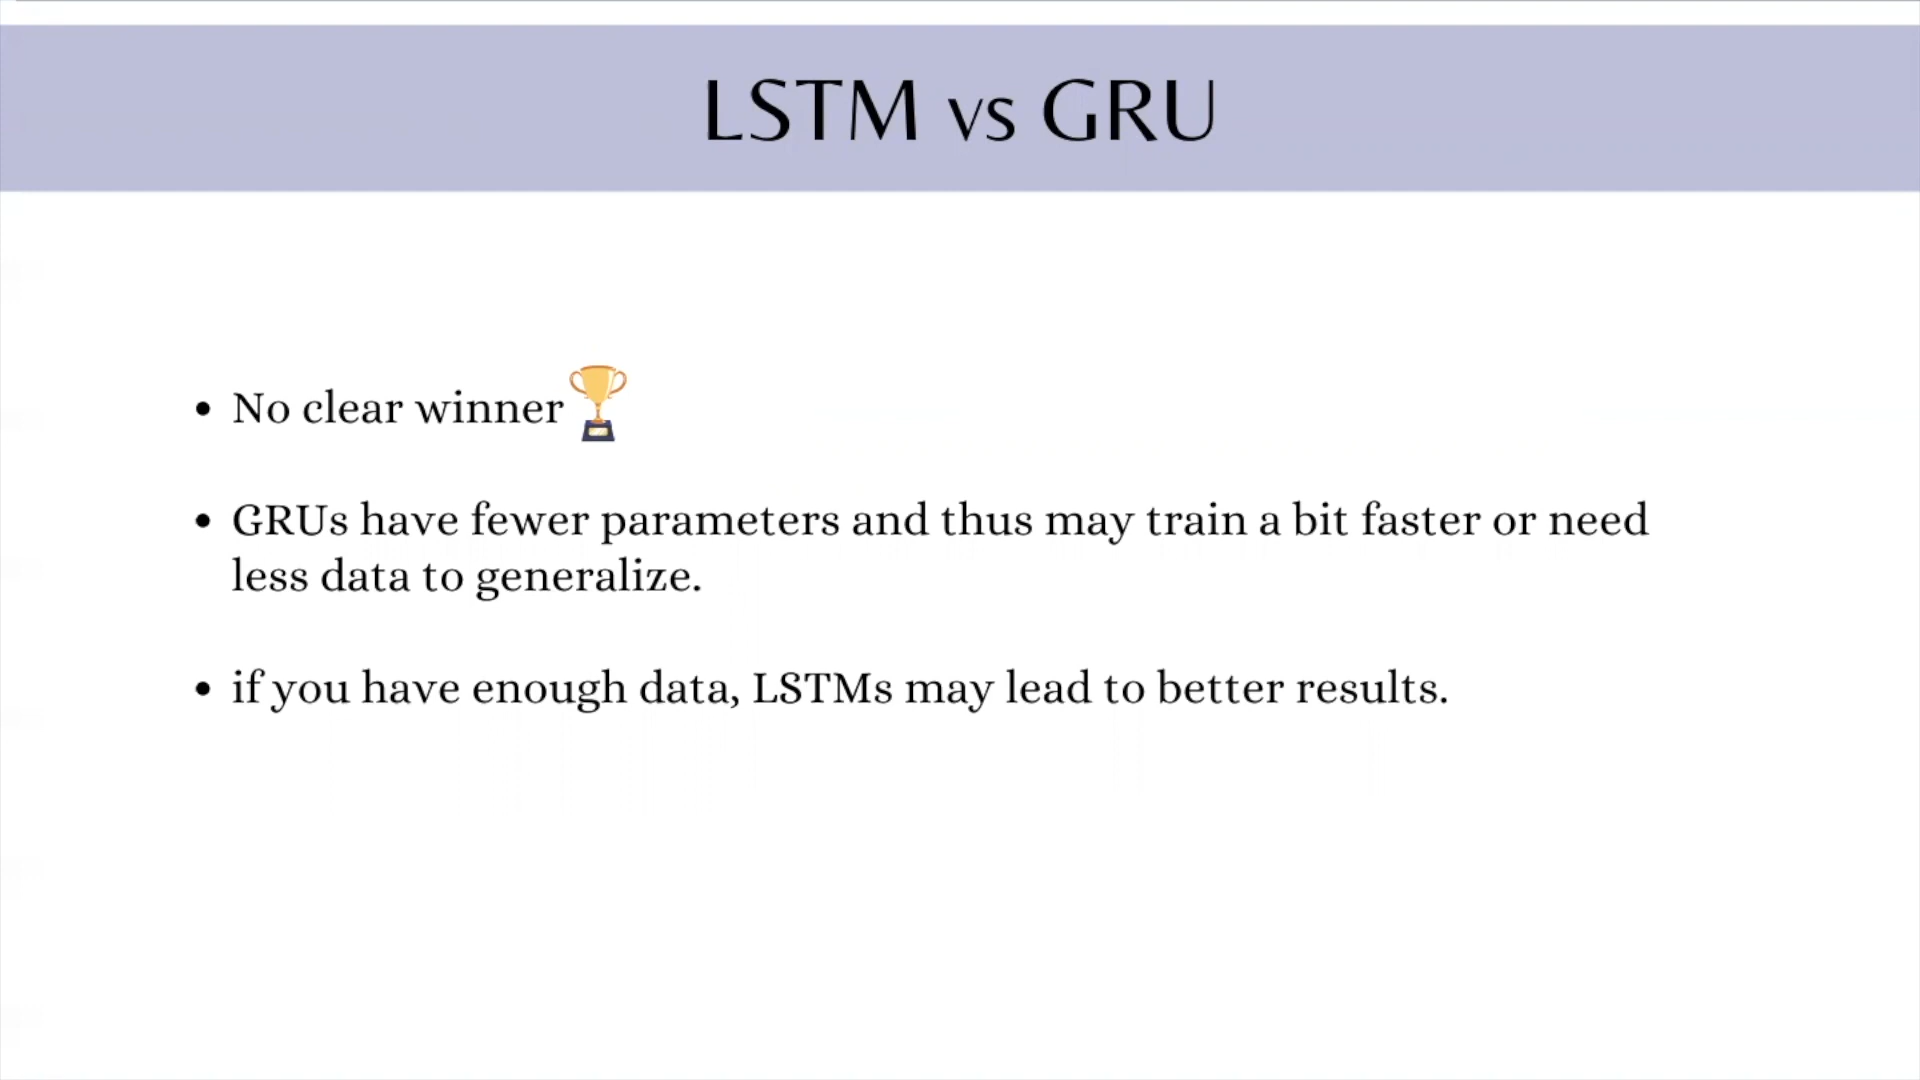 LSTM vs GRU
• No clear winner
• GRUs have fewer parameters and thus may train a bit faster or need
less data to generalize.
• if you have enough data, LSTMs may lead to better results.